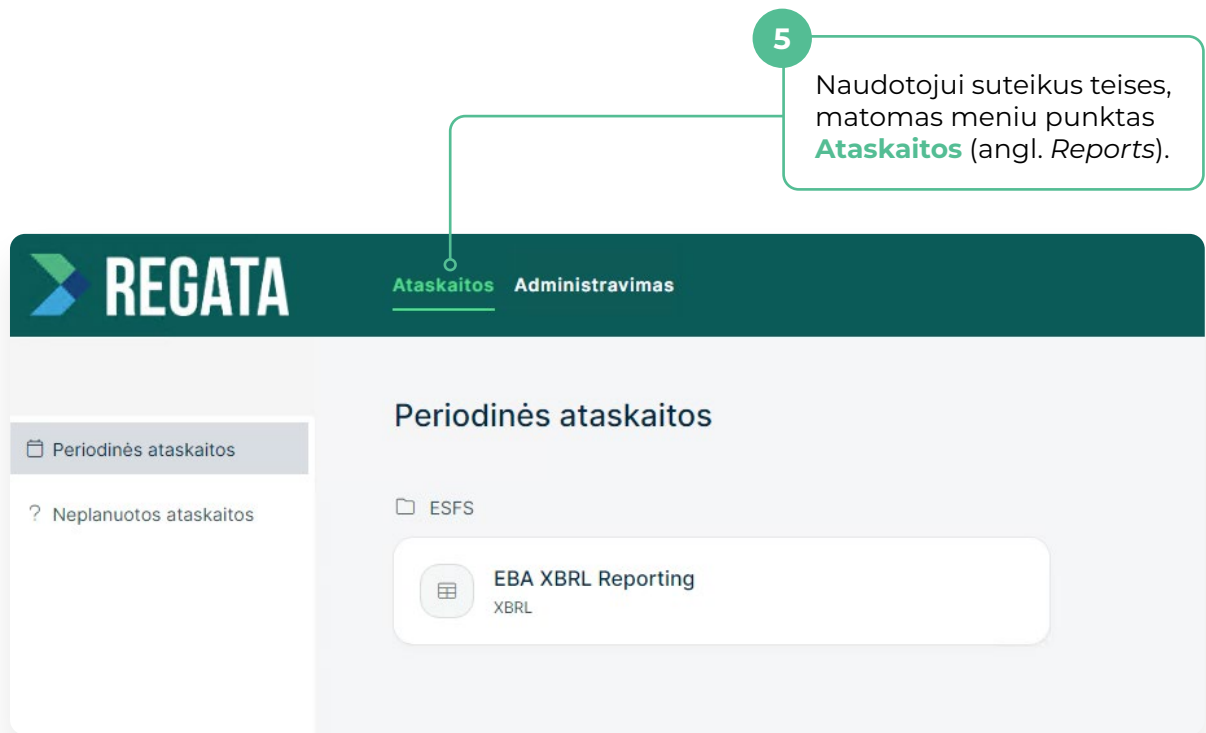 5
Naudotojui suteikus teises,
matomas meniu punktas
Ataskaitos (angl. Reports).
REGATA
Ataskaitos Administravimas
Periodinės ataskaitos
Neplanuotos ataskaitos
Periodinės ataskaitos
ESFS
EBA XBRL Reporting
XBRL